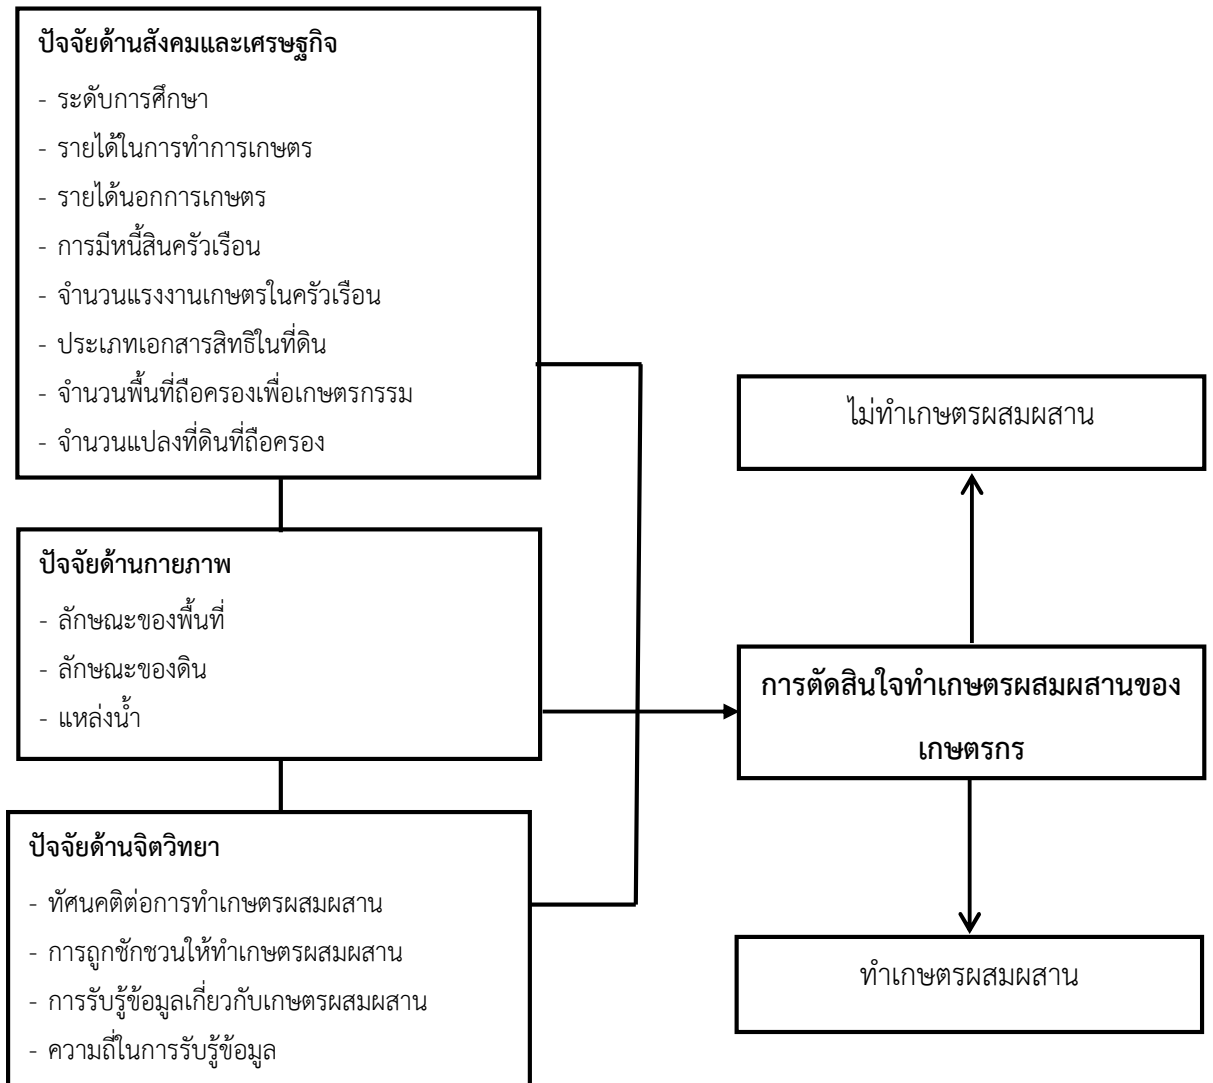 ปัจจัยด้านสังคมและเศรษฐกิจ
- ระดับการศึกษา
- รายได้ในการทำการเกษตร
- รายได้นอกการเกษตร
- การมีหนี้สินครัวเรือน
- จำนวนแรงงานเกษตรในครัวเรือน
- ประเภทเอกสารสิทธิในที่ดิน
- จำนวนพื้นที่ถือครองเพื่อเกษตรกรรม
- จำนวนแปลงที่ดินที่ถือครอง
ปัจจัยด้านกายภาพ
- ลักษณะของพื้นที่
- ลักษณะของดิน
- แหล่งน้ำ
ปัจจัยด้านจิตวิทยา
- ทัศนคติต่อการทำเกษตรผสมผสาน
- การถูกชักชวนให้ทำเกษตรผสมผสาน
- การรับรู้ข้อมูลเกี่ยวกับเกษตรผสมผสาน
- ความถี่ในการรับรู้ข้อมูล
ไม่ทำเกษตรผสมผสาน
การตัดสินใจทำเกษตรผสมผสานของ
เกษตรกร
ทำเกษตรผสมผสาน